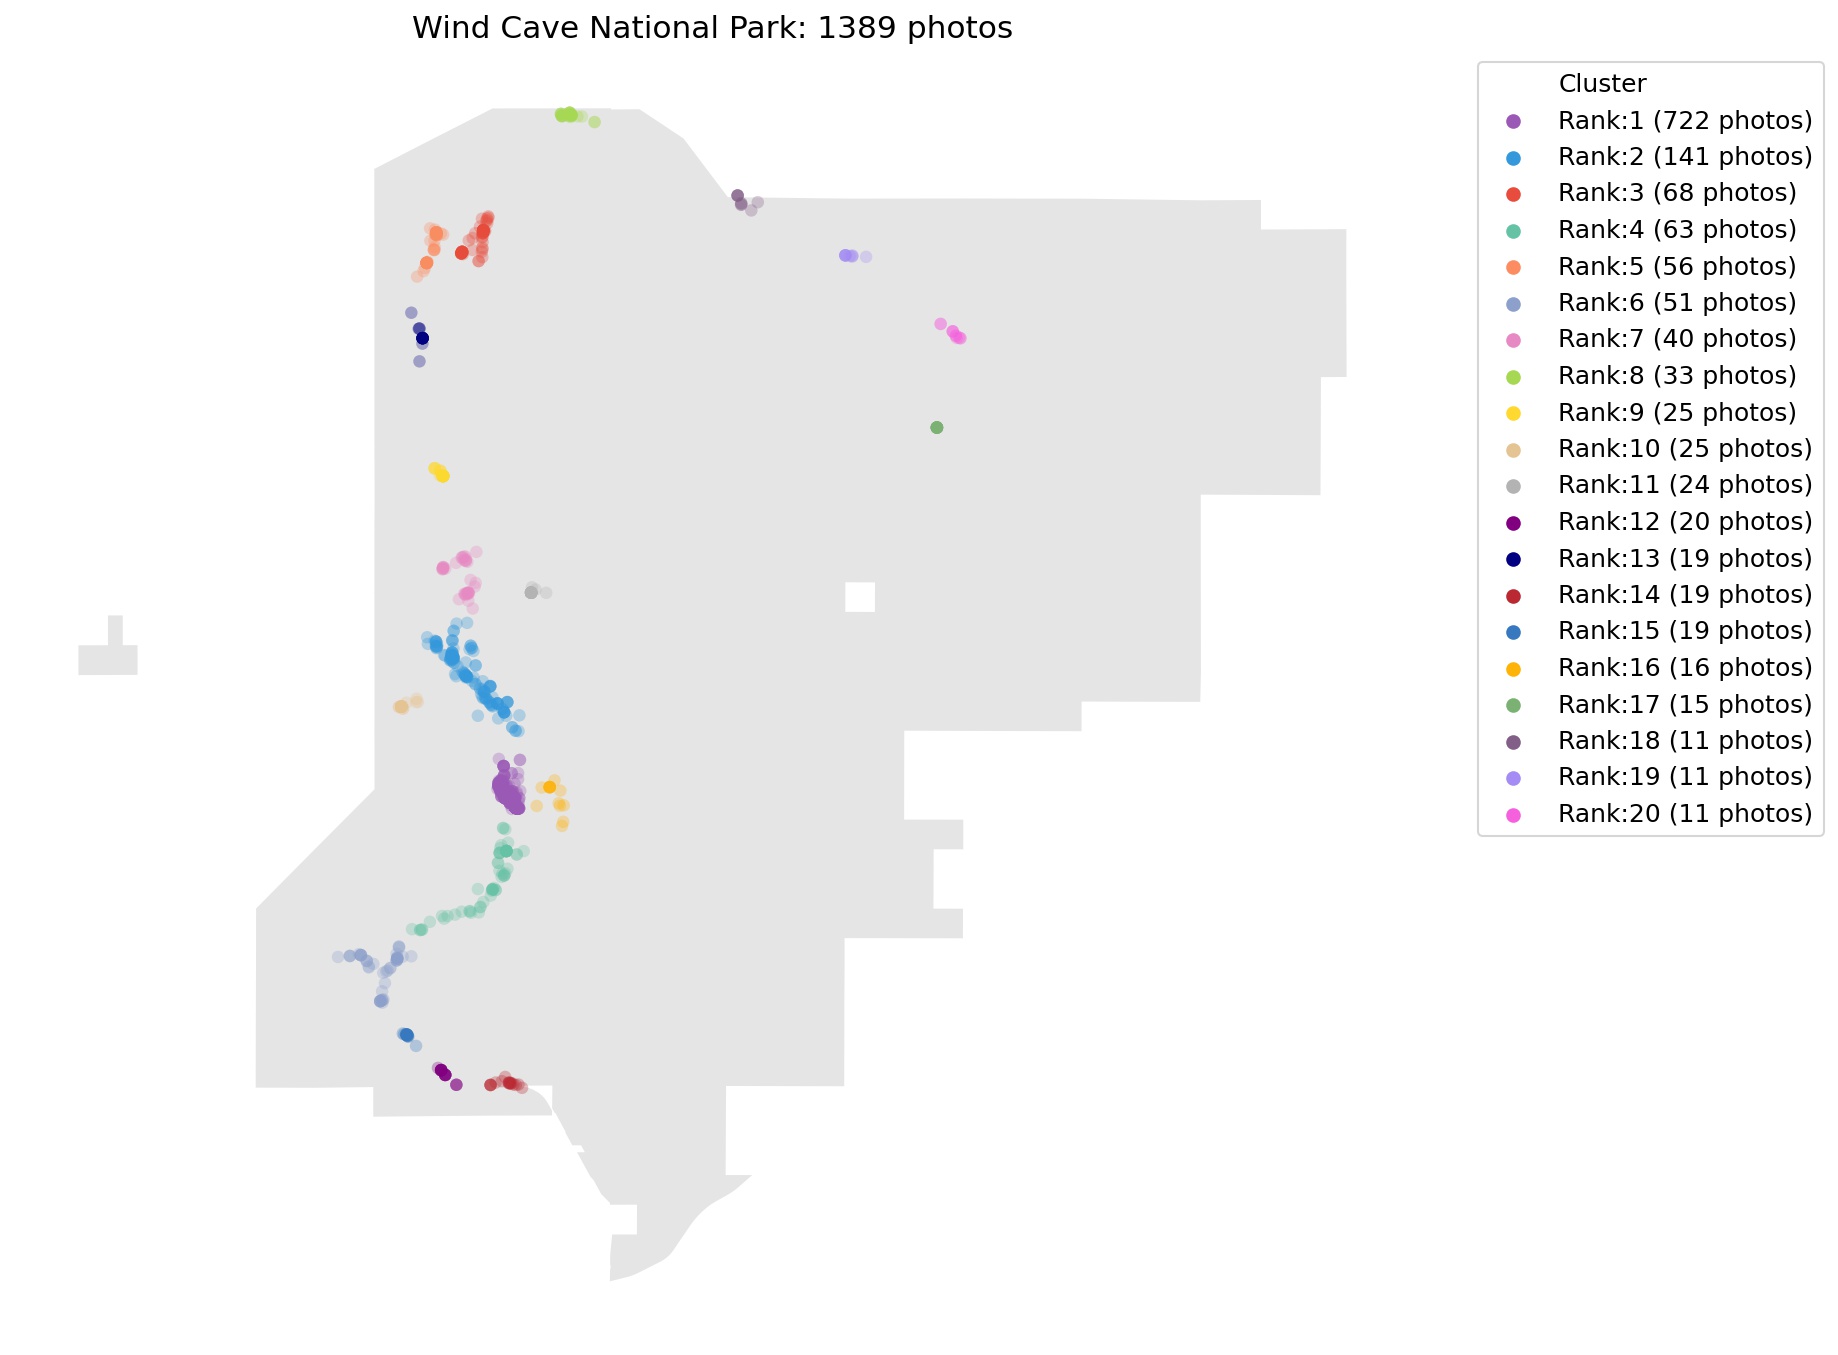 Wind Cave National Park: 1389 photos
Cluster
Rank:1 (722 photos)
Rank:2 (141 photos)
Rank:3 (68 photos)
Rank:4 (63 photos)
Rank:5 (56 photos)
Rank:6 (51 photos)
Rank:7 (40 photos)
Rank:8 (33 photos)
Rank:9 (25 photos)
Rank:10 (25 photos)
Rank:11 (24 photos)
Rank:12 (20 photos)
Rank:13 (19 photos)
Rank:14 (19 photos)
Rank:15 (19 photos)
Rank:16 (16 photos)
Rank:17 (15 photos)
Rank:18 (11 photos)
Rank:19 (11 photos)
Rank:20 (11 photos)